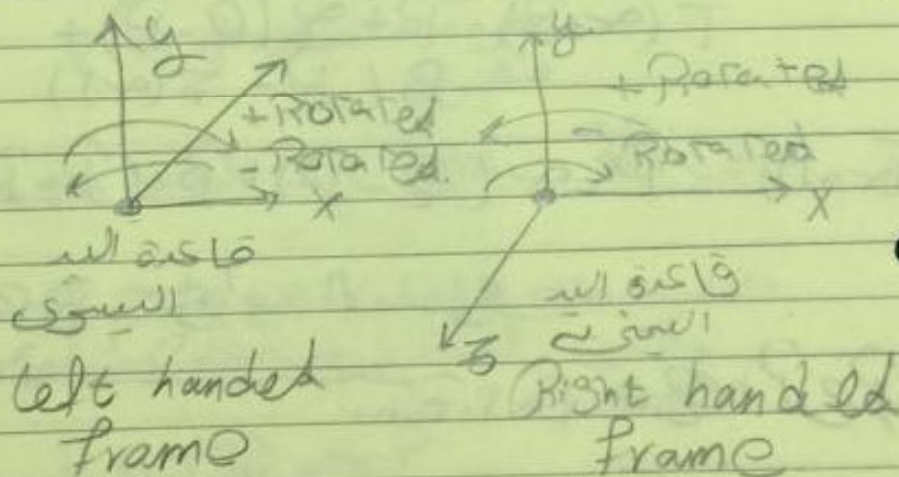 y
+Rotated
- Rotated
x
قاعدة اليد
اليسرى
left handed
frame
y
+ Rotated
- Rotated
x
z
قاعدة اليد
اليمنى
Right handed
frame